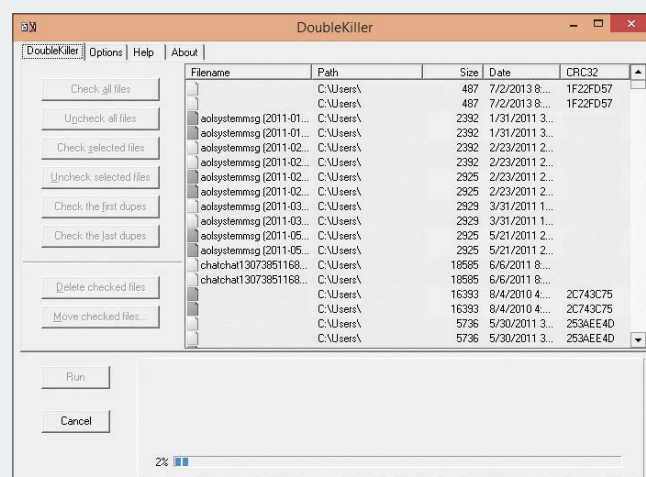 DoubleKiller
DoubleKiller Options Help About
Check all files
Uncheck all files
Check selected files
Uncheck selected files
Check the first dupes
Check the last dupes
Delete checked files
Move checked files...
Run
Cancel
Filename Path Size Date CRC32
C:\Users\ 487 7/2/2013 8:... 1F22FD57
C:\Users\ 487 7/2/2013 8:... 1F22FD57
aolsystemmsg (2011-01... C:\Users\ 2392 1/31/2011 3...
aolsystemmsg (2011-01... C:\Users\ 2392 1/31/2011 3...
aolsystemmsg (2011-02... C:\Users\ 2392 2/23/2011 2...
aolsystemmsg (2011-02... C:\Users\ 2392 2/23/2011 2...
aolsystemmsg (2011-02... C:\Users\ 2925 2/23/2011 2...
aolsystemmsg (2011-02... C:\Users\ 2925 2/23/2011 2...
aolsystemmsg (2011-03... C:\Users\ 2929 3/31/2011 1...
aolsystemmsg (2011-03... C:\Users\ 2929 3/31/2011 1...
aolsystemmsg (2011-05... C:\Users\ 2925 5/21/2011 2...
aolsystemmsg (2011-05... C:\Users\ 2925 5/21/2011 2...
chatchat13073851168... C:\Users\ 18585 6/6/2011 8:...
chatchat13073851168... C:\Users\ 18585 6/6/2011 8:...
C:\Users\ 16393 8/4/2010 4:... 2C743C75
C:\Users\ 16393 8/4/2010 4:... 2C743C75
C:\Users\ 5736 5/30/2011 3... 253AEE4D
C:\Users\ 5736 5/30/2011 3... 253AEE4D
2%